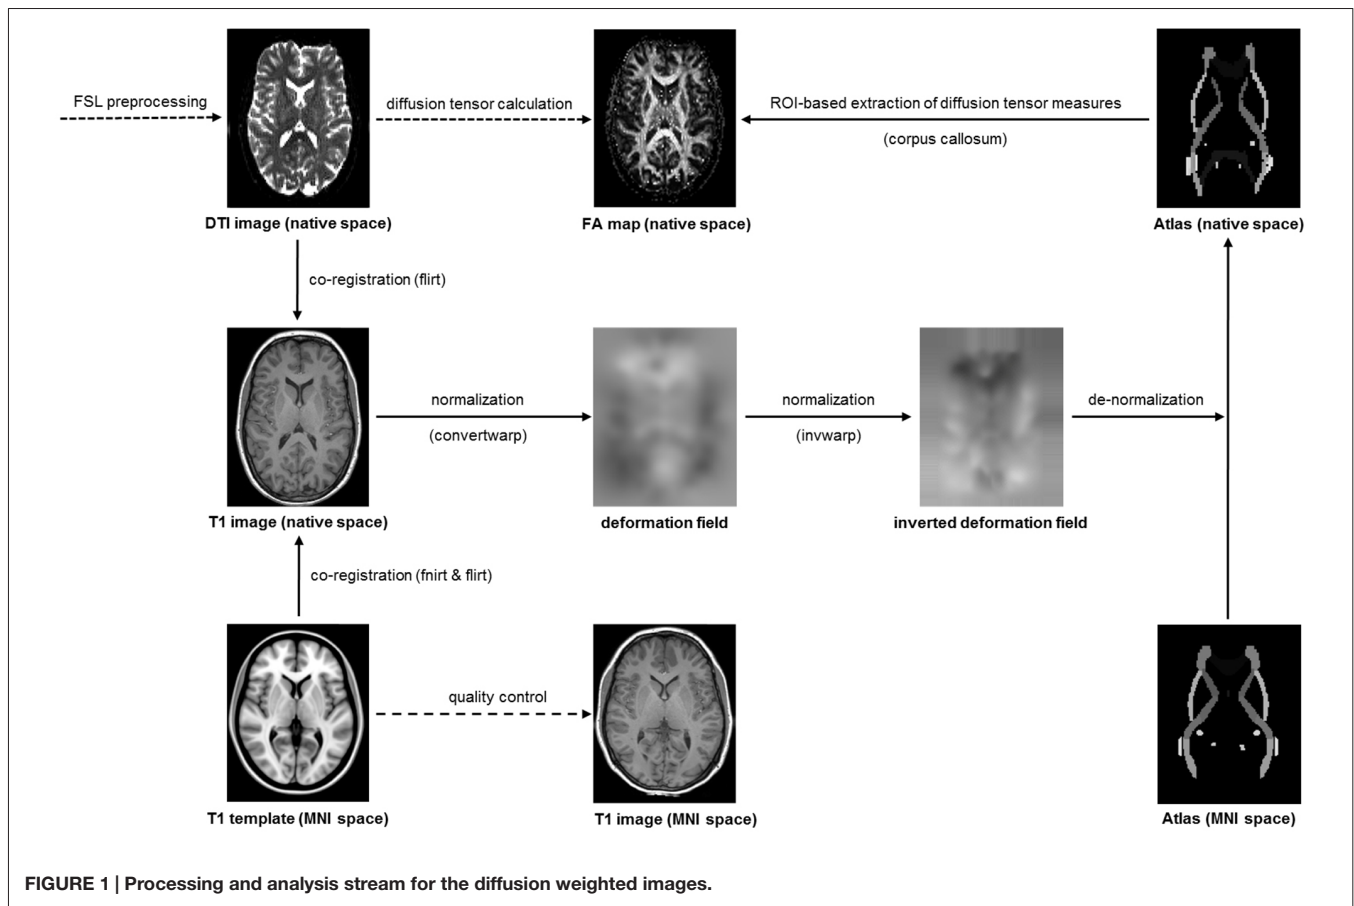 FSL preprocessing
diffusion tensor calculation
ROI-based extraction of diffusion tensor measures
(corpus callosum)
DTI image (native space)
FA map (native space)
Atlas (native space)
co-registration (flirt)
normalization
(convertwarp)
normalization
(invwarp)
de-normalization
T1 image (native space)
deformation field
inverted deformation field
co-registration (fnirt & flirt)
quality control
T1 template (MNI space)
T1 image (MNI space)
Atlas (MNI space)
FIGURE 1 | Processing and analysis stream for the diffusion weighted images.